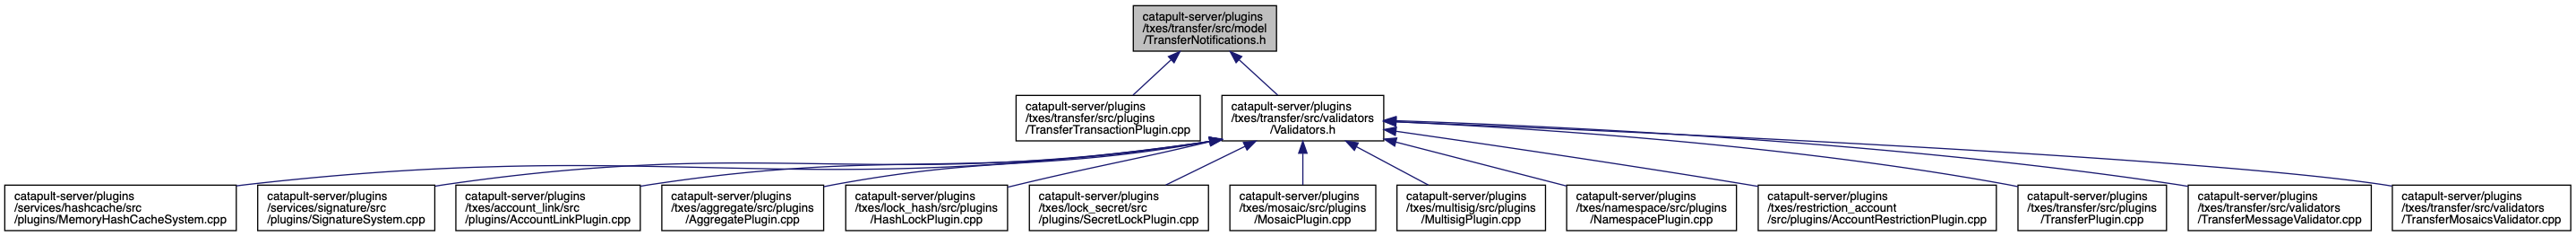 catapult-server/plugins
/txes/transfer/src/model
/TransferNotifications.h
catapult-server/plugins
/txes/transfer/src/plugins
/TransferTransactionPlugin.cpp
catapult-server/plugins
/txes/transfer/src/validators
/Validators.h
catapult-server/plugins
/services/hashcache/src
/plugins/MemoryHashCacheSystem.cpp
catapult-server/plugins
/services/signature/src
/plugins/SignatureSystem.cpp
catapult-server/plugins
/txes/account_link/src
/plugins/AccountLinkPlugin.cpp
catapult-server/plugins
/txes/aggregate/src/plugins
/AggregatePlugin.cpp
catapult-server/plugins
/txes/lock_hash/src/plugins
/HashLockPlugin.cpp
catapult-server/plugins
/txes/lock_secret/src
/plugins/SecretLockPlugin.cpp
catapult-server/plugins
/txes/mosaic/src/plugins
/MosaicPlugin.cpp
catapult-server/plugins
/txes/multisig/src/plugins
/MultisigPlugin.cpp
catapult-server/plugins
/txes/namespace/src/plugins
/NamespacePlugin.cpp
catapult-server/plugins
/txes/restriction_account
/src/plugins/AccountRestrictionPlugin.cpp
catapult-server/plugins
/txes/transfer/src/plugins
/TransferPlugin.cpp
catapult-server/plugins
/txes/transfer/src/validators
/TransferMessageValidator.cpp
catapult-server/plugins
/txes/transfer/src/validators
/TransferMosaicsValidator.cpp